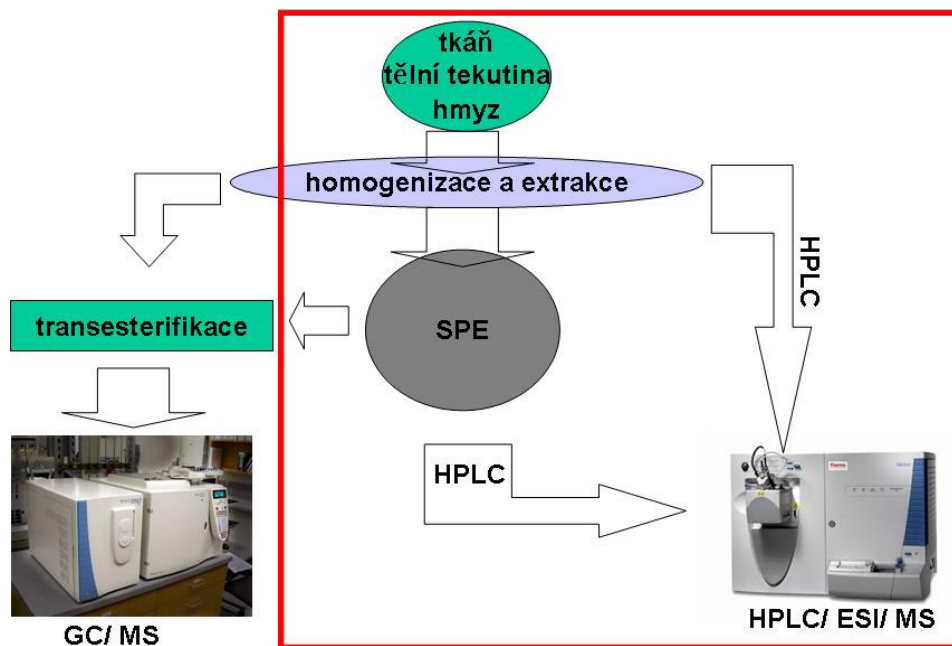 tkáň
tělní tekutina
hmyz
homogenizace a extrakce
HPLC
transesterifikace
SPE
HPLC
GC/ MS
HPLC/ ESI/ MS